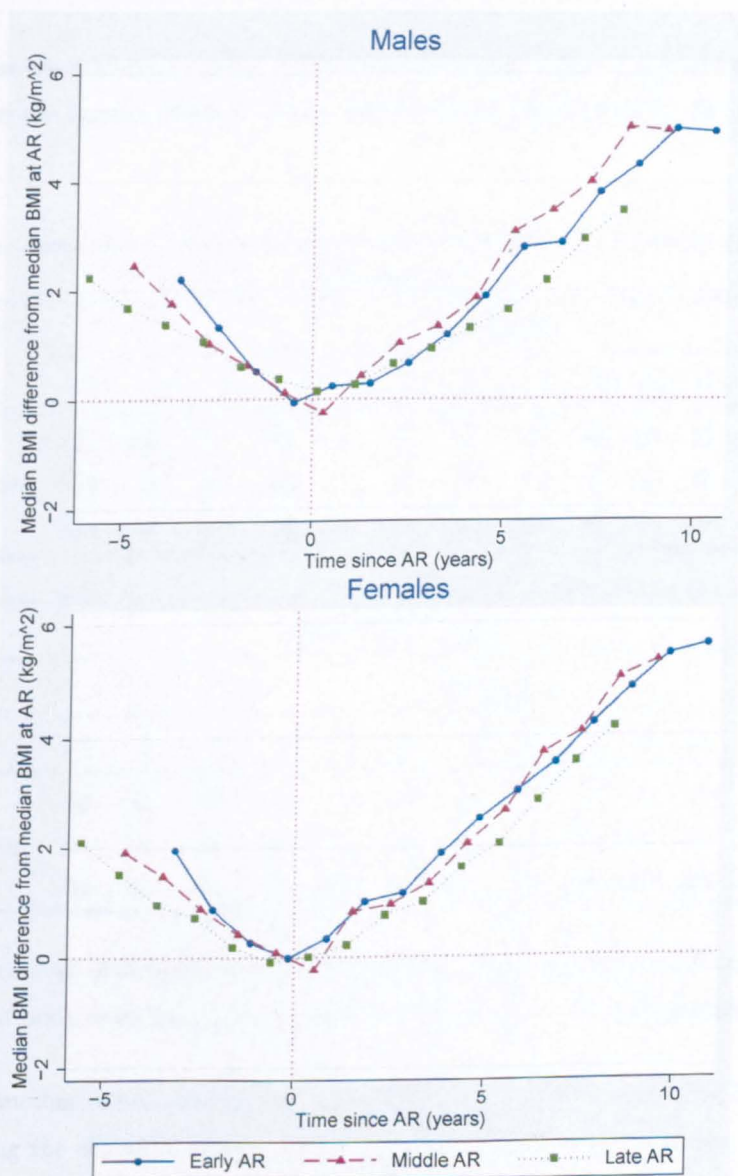 Males
Median BMI difference from median BMI at AR (kg/m^2)
6
4
2
0
−2
−5
0
5
10
Time since AR (years)
Females
Median BMI difference from median BMI at AR (kg/m^2)
6
4
2
0
−2
−5
0
5
10
Time since AR (years)
Early AR
Middle AR
Late AR